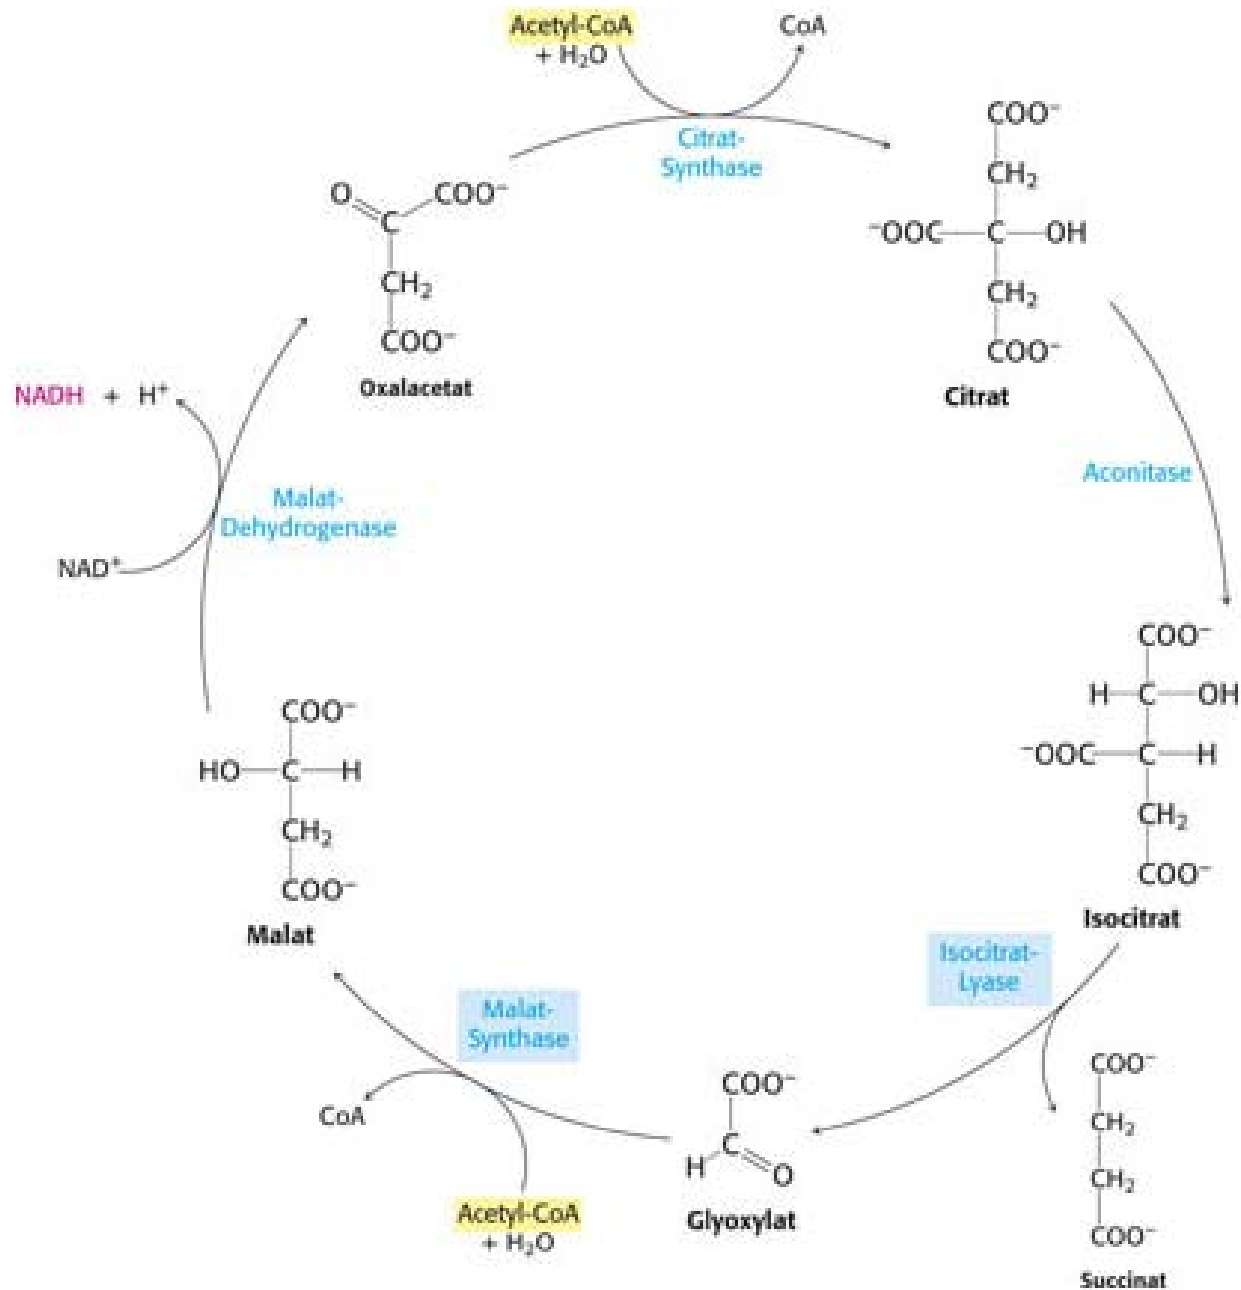 Acetyl-CoA
+ H₂O
CoA
Citrat-
Synthase
O
COO⁻
C
CH₂
COO⁻
Oxalacetat
COO⁻
CH₂
⁻OOC—C—OH
CH₂
COO⁻
Citrat
NADH + H⁺
Malat-
Dehydrogenase
NAD⁺
Aconitase
COO⁻
H—C—OH
⁻OOC—C—H
CH₂
COO⁻
Isocitrat
COO⁻
HO—C—H
CH₂
COO⁻
Malat
Isocitrat-
Lyase
Malat-
Synthase
CoA
Acetyl-CoA
+ H₂O
COO⁻
C
H
O
Glyoxylat
COO⁻
CH₂
CH₂
COO⁻
Succinat